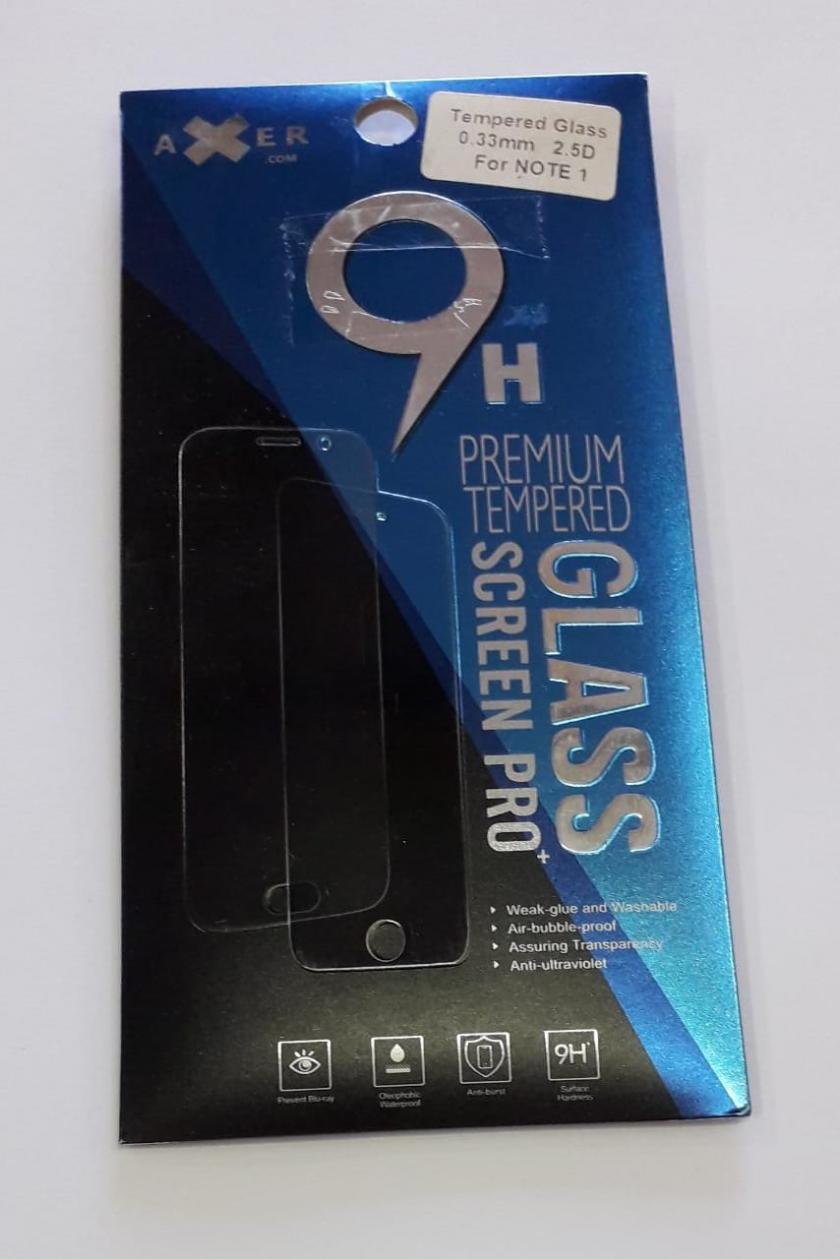 AXER
.COM
Tempered Glass
0.33mm 2.5D
For NOTE 1
9H
PREMIUM
TEMPERED
GLASS
SCREEN PRO+
Weak-glue and Washable
Air-bubble-proof
Assuring Transparency
Anti-ultraviolet
9H
Prevent Blu-ray
Oleophobic
Waterproof
Anti-burst
Surface
Hardness